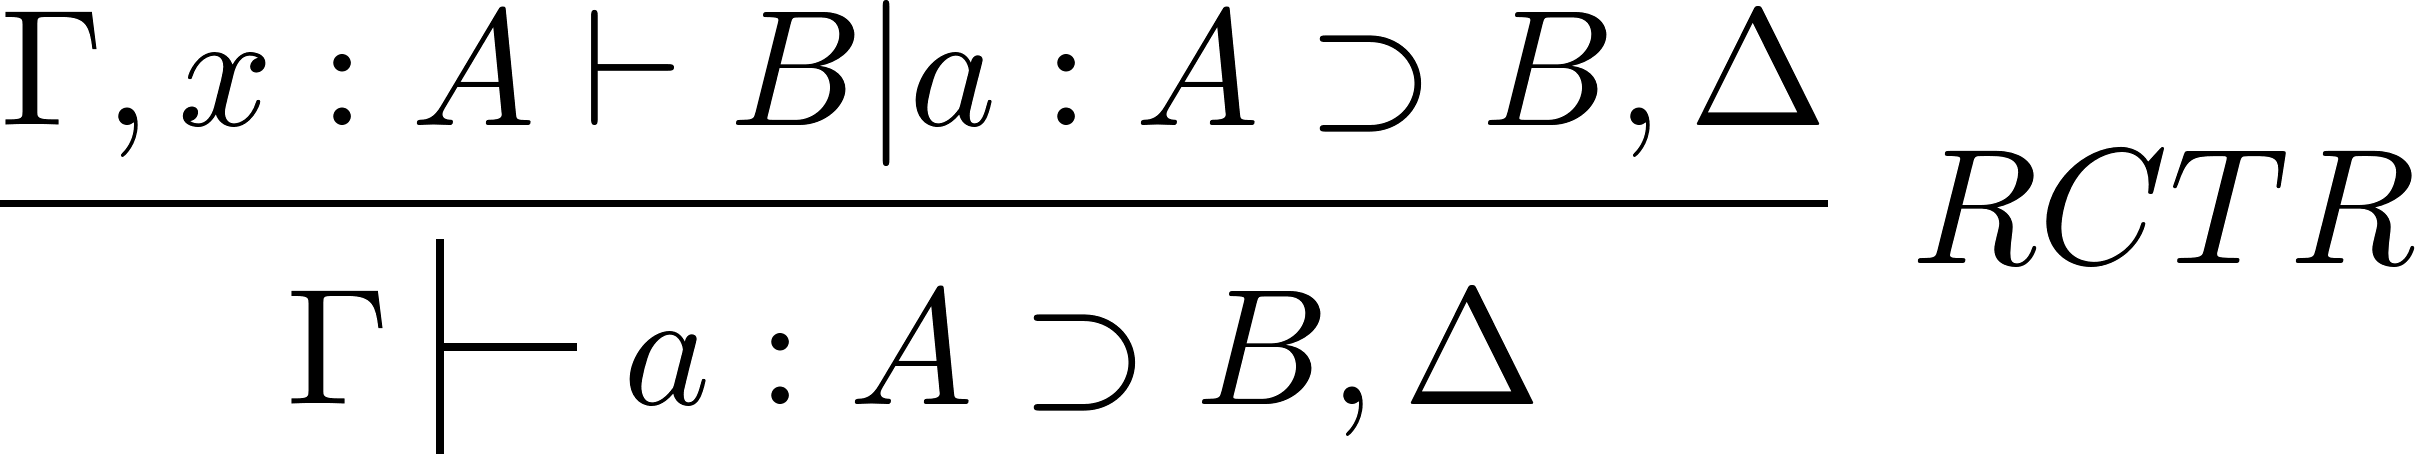 Γ, x : A ⊢ B|a : A ⊃ B, Δ
RCTR
Γ ⊢ a : A ⊃ B, Δ